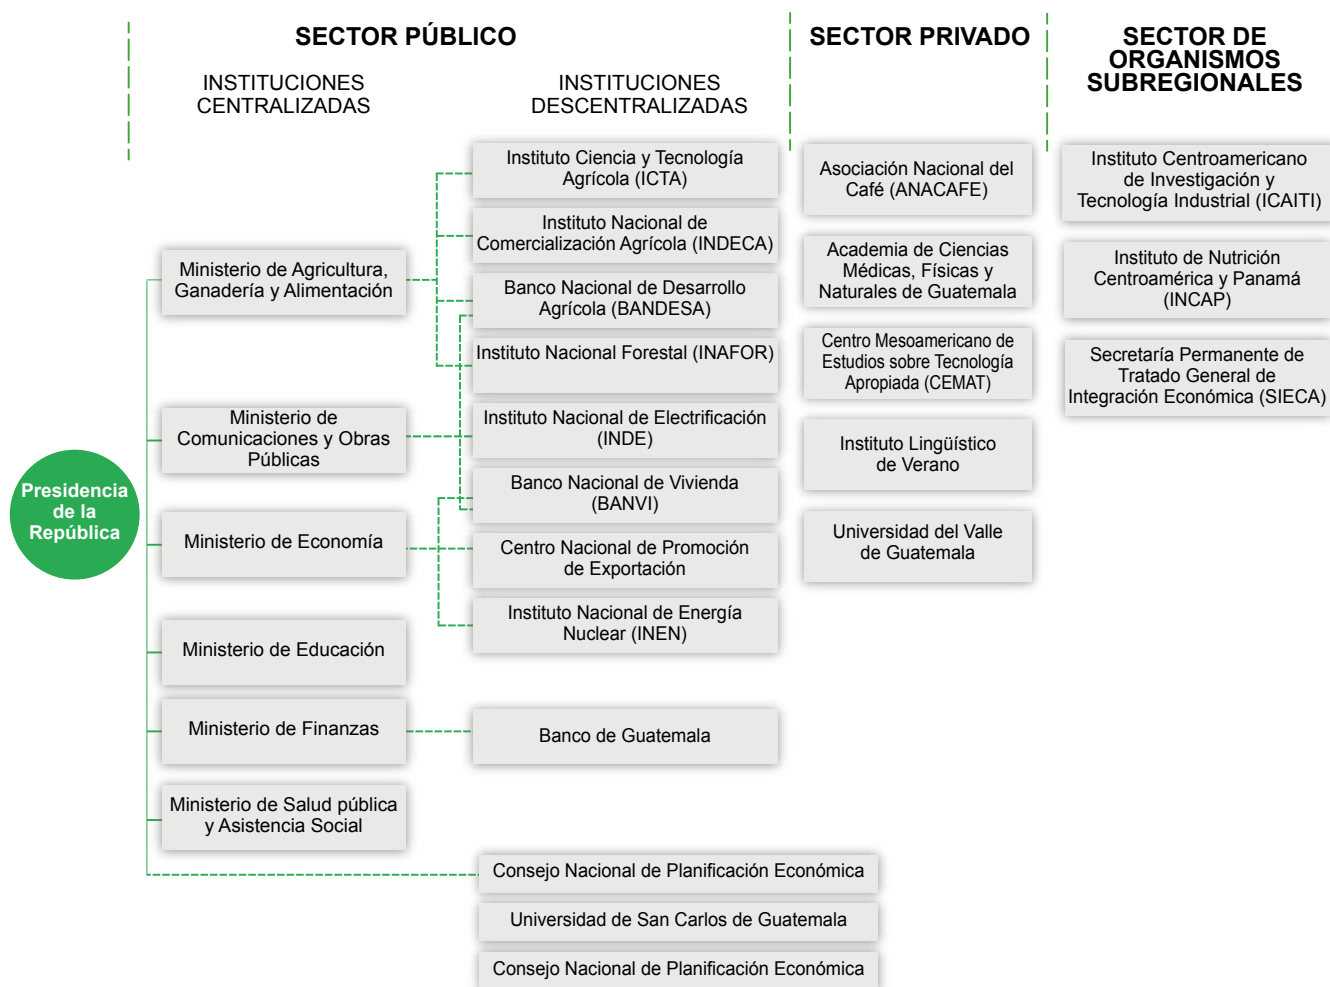 SECTOR PÚBLICO
INSTITUCIONES
CENTRALIZADAS
INSTITUCIONES
DESCENTRALIZADAS
SECTOR PRIVADO
SECTOR DE
ORGANISMOS
SUBREGIONALES
Presidencia
de la
República
Ministerio de Agricultura,
Ganadería y Alimentación
Ministerio de
Comunicaciones y Obras
Públicas
Ministerio de Economía
Ministerio de Educación
Ministerio de Finanzas
Ministerio de Salud pública
y Asistencia Social
Instituto Ciencia y Tecnología
Agrícola (ICTA)
Instituto Nacional de
Comercialización Agrícola (INDECA)
Banco Nacional de Desarrollo
Agrícola (BANDESA)
Instituto Nacional Forestal (INAFOR)
Instituto Nacional de Electrificación
(INDE)
Banco Nacional de Vivienda
(BANVI)
Centro Nacional de Promoción
de Exportación
Instituto Nacional de Energía
Nuclear (INEN)
Banco de Guatemala
Consejo Nacional de Planificación Económica
Universidad de San Carlos de Guatemala
Consejo Nacional de Planificación Económica
Asociación Nacional del
Café (ANACAFE)
Academia de Ciencias
Médicas, Físicas y
Naturales de Guatemala
Centro Mesoamericano de
Estudios sobre Tecnología
Apropiada (CEMAT)
Instituto Lingüístico
de Verano
Universidad del Valle
de Guatemala
Instituto Centroamericano
de Investigación y
Tecnología Industrial (ICAITI)
Instituto de Nutrición
Centroamérica y Panamá
(INCAP)
Secretaría Permanente de
Tratado General de
Integración Económica (SIECA)